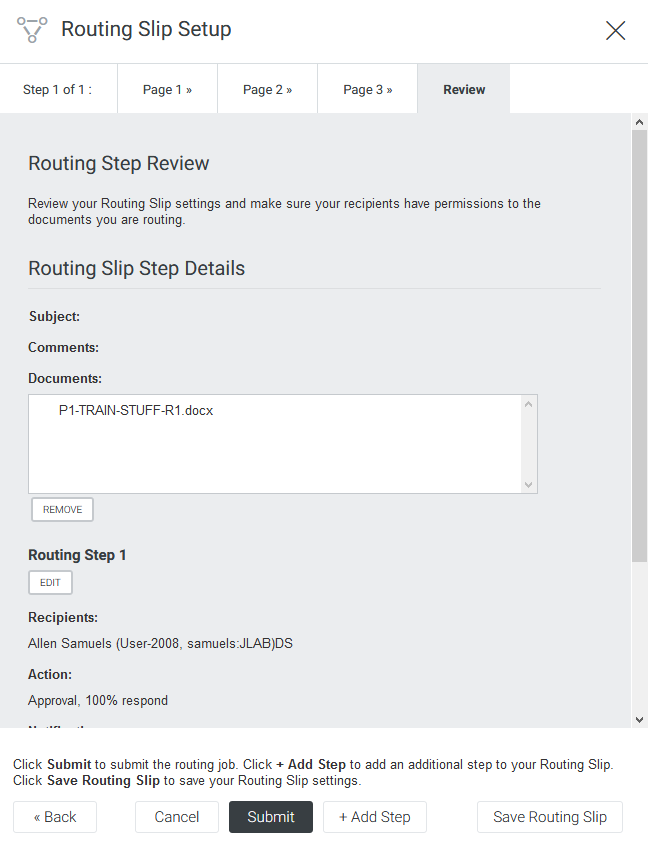 Routing Slip Setup
Step 1 of 1 :
Page 1 »
Page 2 »
Page 3 »
Review
Routing Step Review
Review your Routing Slip settings and make sure your recipients have permissions to the
documents you are routing.
Routing Slip Step Details
Subject:
Comments:
Documents:
P1-TRAIN-STUFF-R1.docx
REMOVE
Routing Step 1
EDIT
Recipients:
Allen Samuels (User-2008, samuels:JLAB)DS
Action:
Approval, 100% respond
Click Submit to submit the routing job. Click + Add Step to add an additional step to your Routing Slip.
Click Save Routing Slip to save your Routing Slip settings.
« Back
Cancel
Submit
+ Add Step
Save Routing Slip